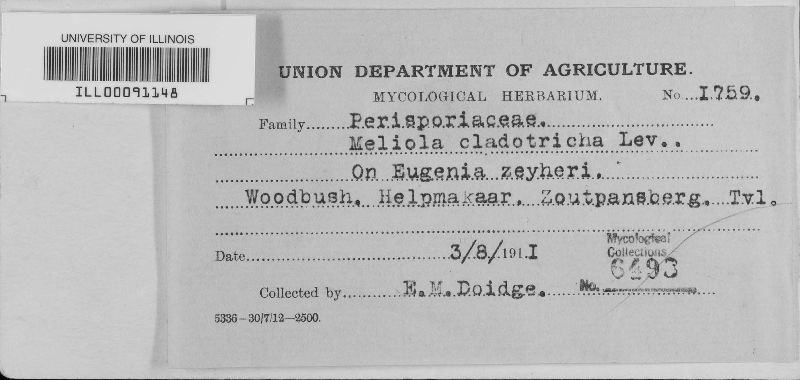 UNIVERSITY OF ILLINOIS
ILL00091148
UNION DEPARTMENT OF AGRICULTURE.
MYCOLOGICAL HERBARIUM. No. I759.
Family Perisporiaceae.
Meliola cladotricha Lev..
On Eugenia zeyheri.
Woodbush. Helpmakaar. Zoutpansberg. Tvl.
Date 3/8/1911
Mycological
Collections
6493
No.
Collected by E.M.Doidge.
5336-30/7/12-2500.